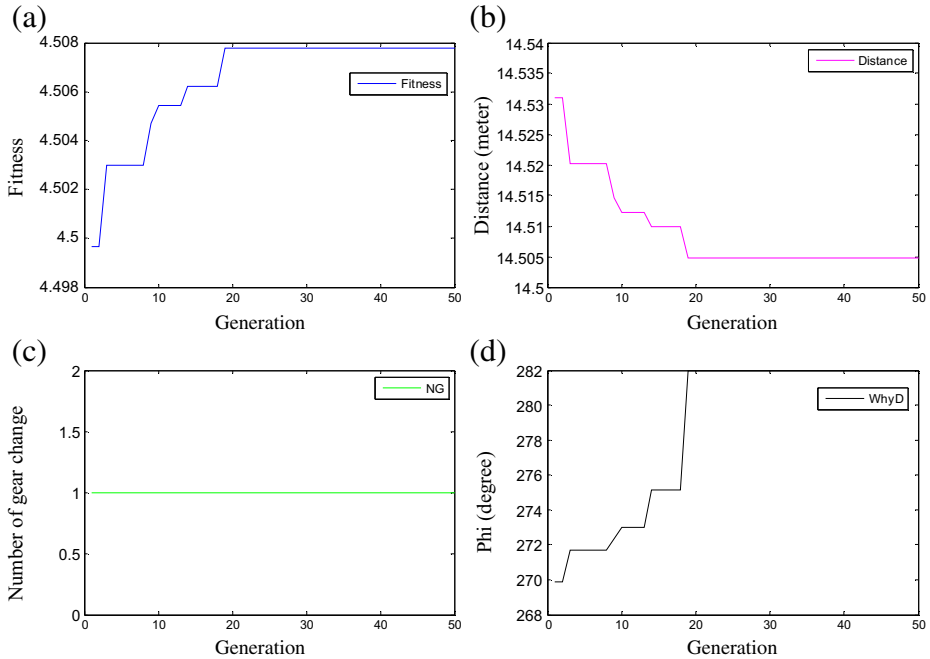 (a)
4.508
4.506
4.504
4.502
4.5
4.498
Fitness
Fitness
0 10 20 30 40 50
Generation
(b)
14.54
14.535
14.53
14.525
14.52
14.515
14.51
14.505
14.5
Distance (meter)
Distance
0 10 20 30 40 50
Generation
(c)
2
1.5
1
0.5
0
Number of gear change
NG
0 10 20 30 40 50
Generation
(d)
282
280
278
276
274
272
270
268
Phi (degree)
WhyD
0 10 20 30 40 50
Generation